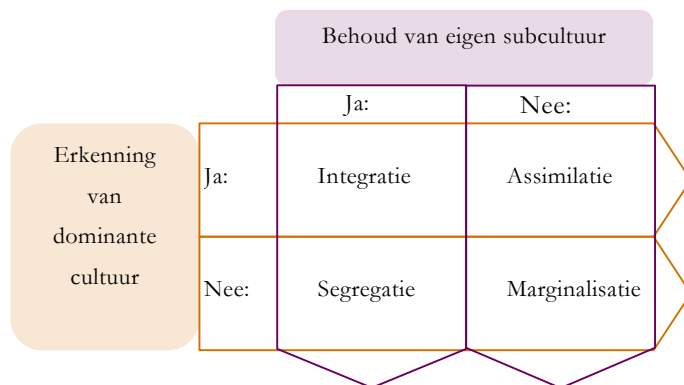 Behoud van eigen subcultuur
Ja: Nee:
Erkenning
van
dominante
cultuur
Ja: Integratie Assimilatie
Nee: Segregatie Marginalisatie